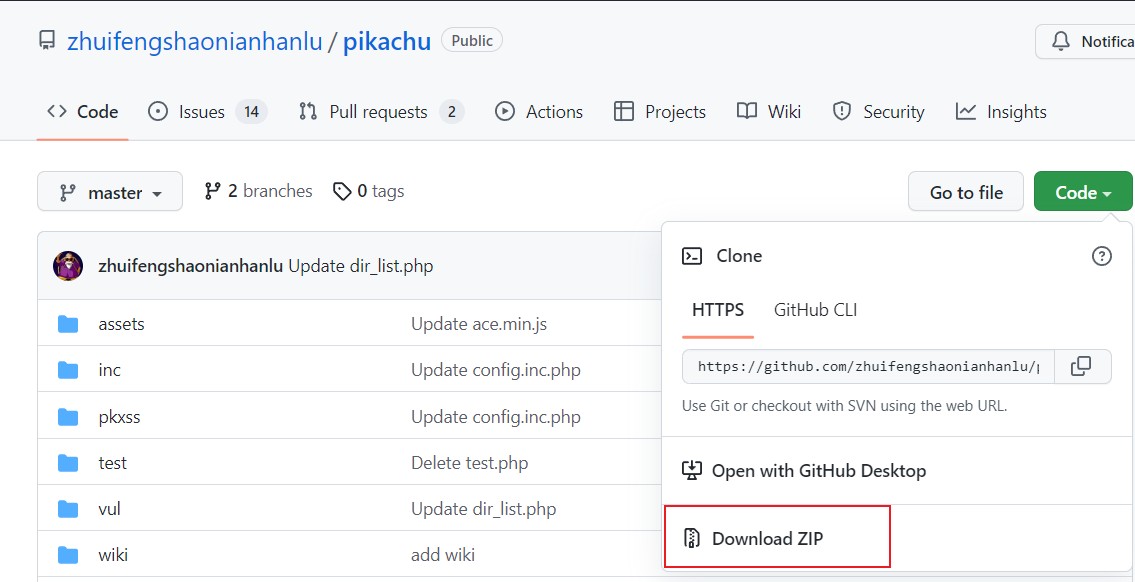 zhuifengshaonianhanlu / pikachu Public
Notifica
Code Issues 14 Pull requests 2 Actions Projects Wiki Security Insights
master 2 branches 0 tags Go to file Code
zhuifengshaonianhanlu Update dir_list.php
Clone
assets Update ace.min.js
HTTPS GitHub CLI
inc Update config.inc.php
https://github.com/zhuifengshaonianhanlu/p
pkxss Update config.inc.php
Use Git or checkout with SVN using the web URL.
test Delete test.php
Open with GitHub Desktop
vul Update dir_list.php
Download ZIP
wiki add wiki